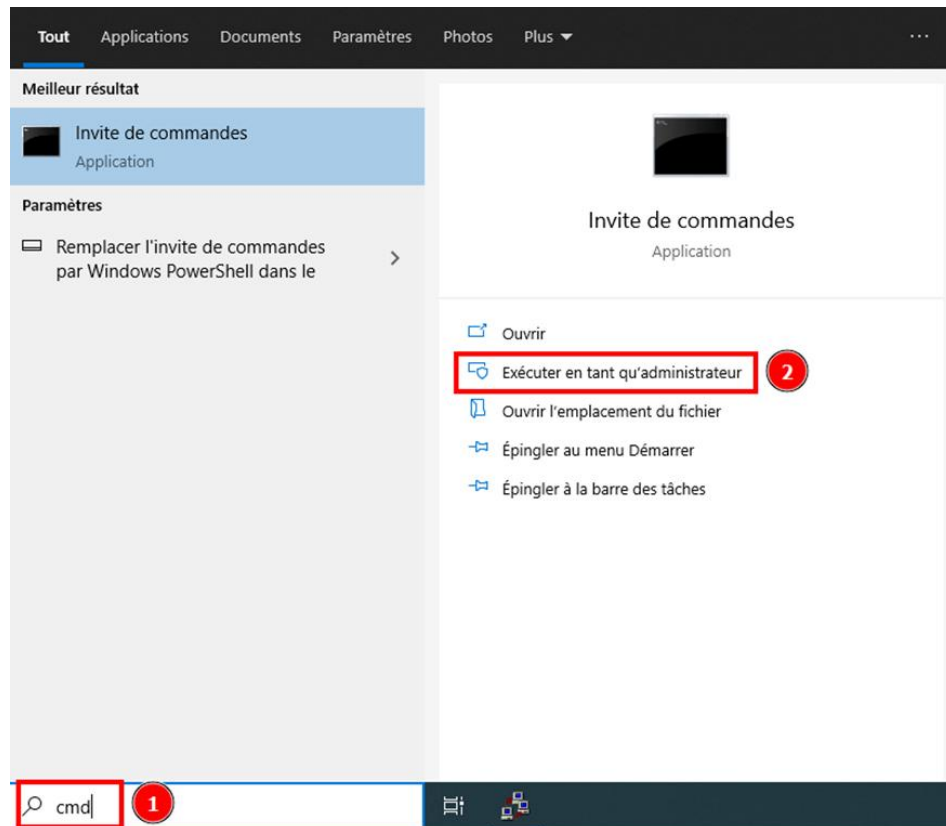 Tout Applications Documents Paramètres Photos Plus
Meilleur résultat
Invite de commandes
Application
Paramètres
Remplacer l'invite de commandes
par Windows PowerShell dans le
Invite de commandes
Application
Ouvrir
Exécuter en tant qu'administrateur 2
Ouvrir l'emplacement du fichier
Épingler au menu Démarrer
Épingler à la barre des tâches
cmd 1